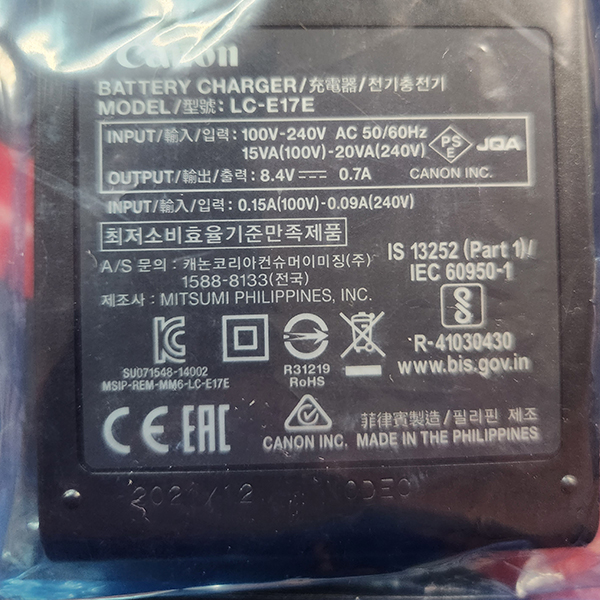 Canon
BATTERY CHARGER/充電器/전기충전기
MODEL/型號: LC-E17E
INPUT/輸入/입력: 100V-240V AC 50/60Hz
15VA(100V)-20VA(240V)
PS
E
JQA
OUTPUT/輸出/출력: 8.4V 0.7A
CANON INC.
INPUT/輸入/입력: 0.15A(100V)-0.09A(240V)
최저소비효율기준만족제품
A/S 문의 : 캐논코리아컨슈머이미징(주)
1588-8133(전국)
제조사: MITSUMI PHILIPPINES, INC.
IS 13252 (Part 1)/
IEC 60950-1
R-41030430
www.bis.gov.in
SU071548-14002
MSIP-REM-MM6-LC-E17E
R31219
RoHS
CE EAC
CANON INC.
菲律賓製造/필리핀 제조
MADE IN THE PHILIPPINES